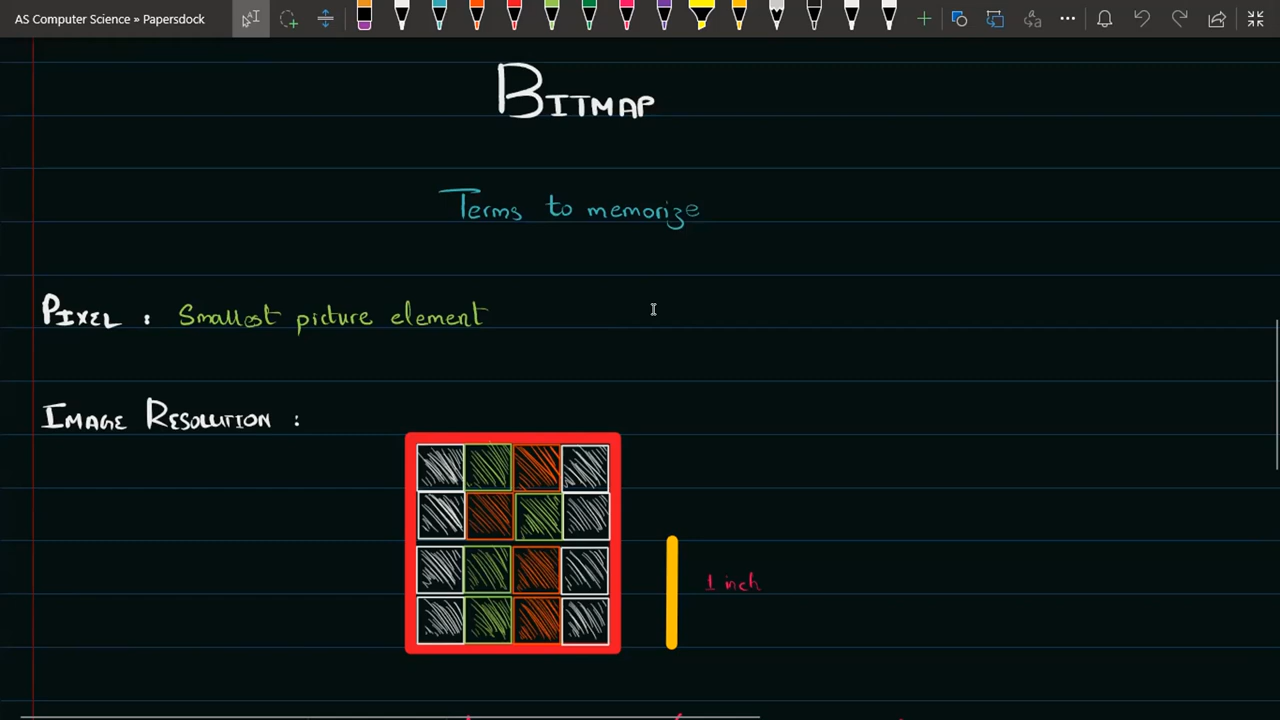 AS Computer Science » Papersdock
BITMAP
Terms to memorize
PIXEL : Smallest picture element
IMAGE RESOLUTION :
1 inch